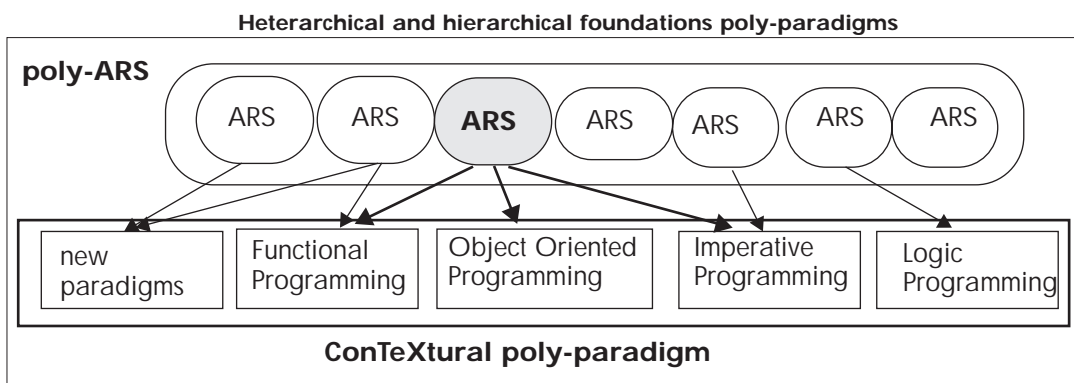 Heterarchical and hierarchical foundations poly-paradigms
poly-ARS
ARS
ARS
ARS
ARS
ARS
ARS
ARS
new
paradigms
Functional
Programming
Object Oriented
Programming
Imperative
Programming
Logic
Programming
ConTeXtural poly-paradigm